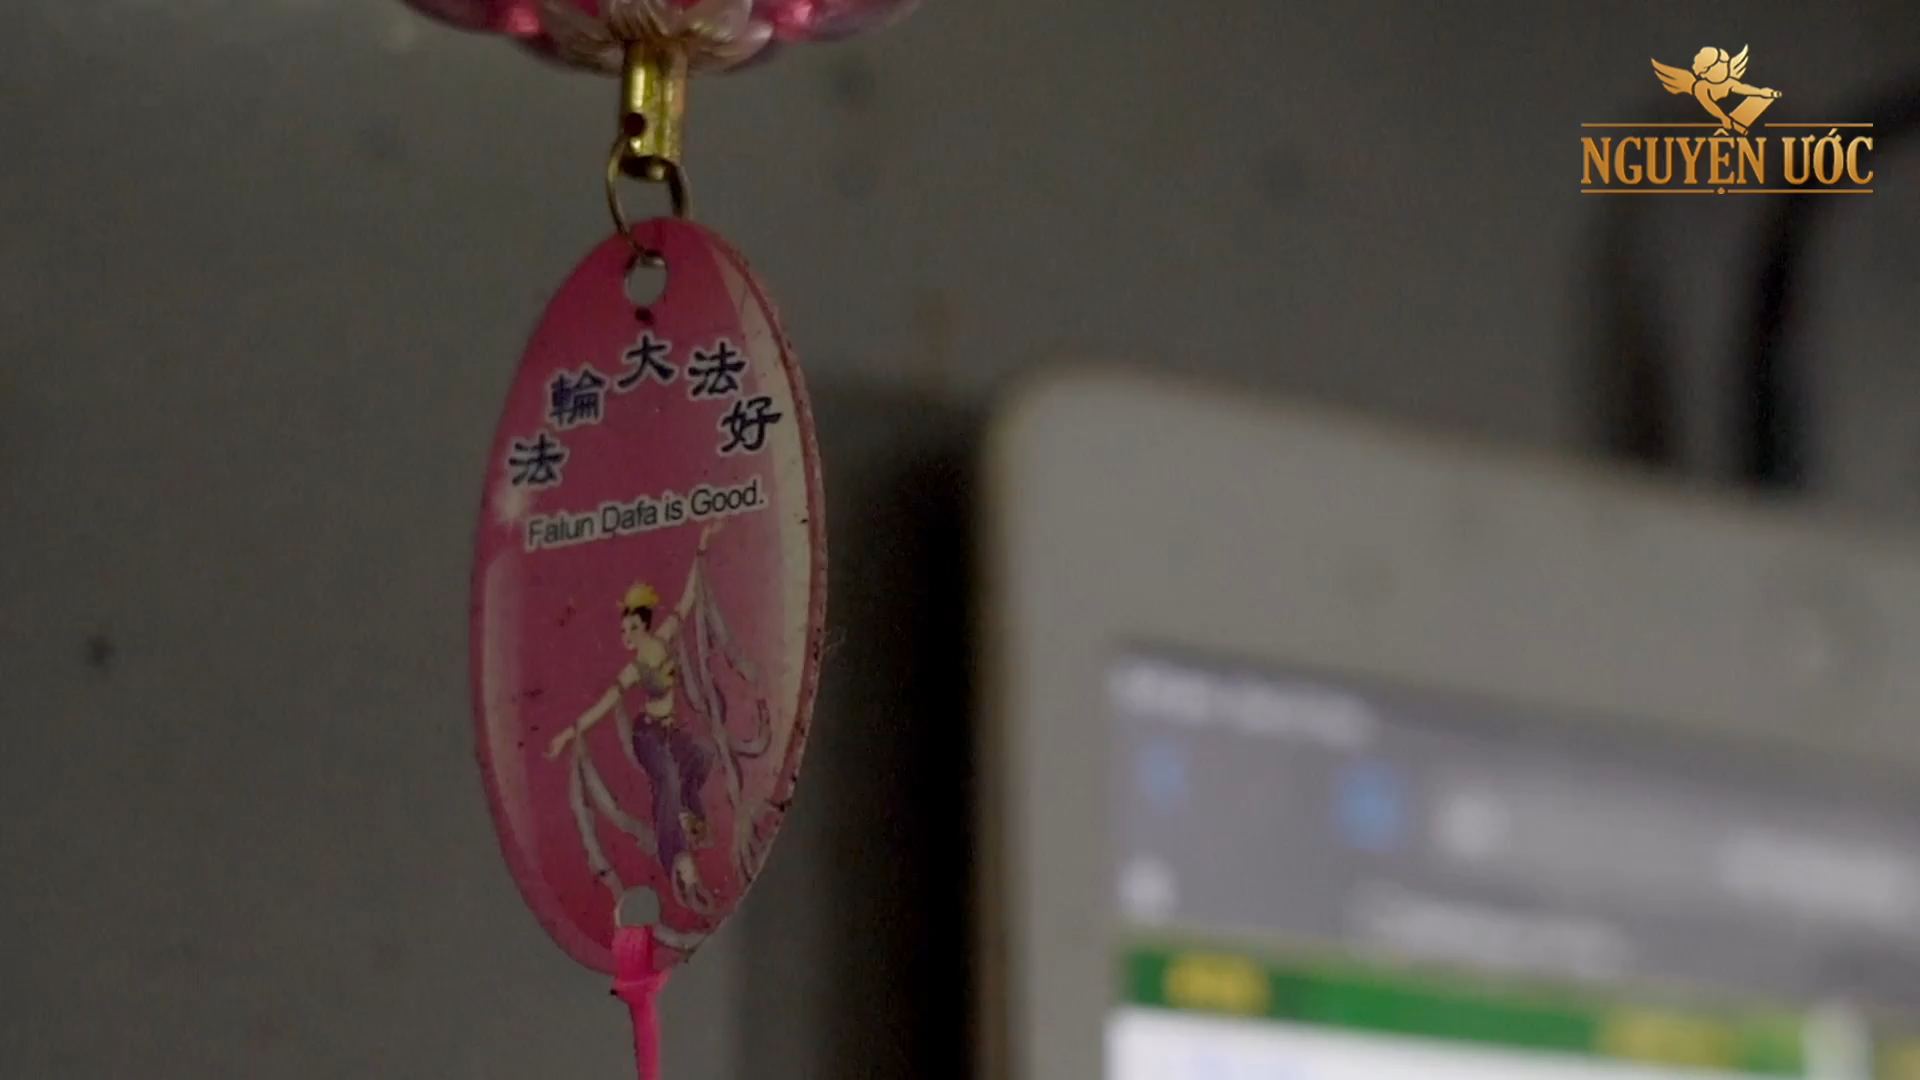 NGUYỆN ƯỚC
法輪大法好
Falun Dafa is Good.